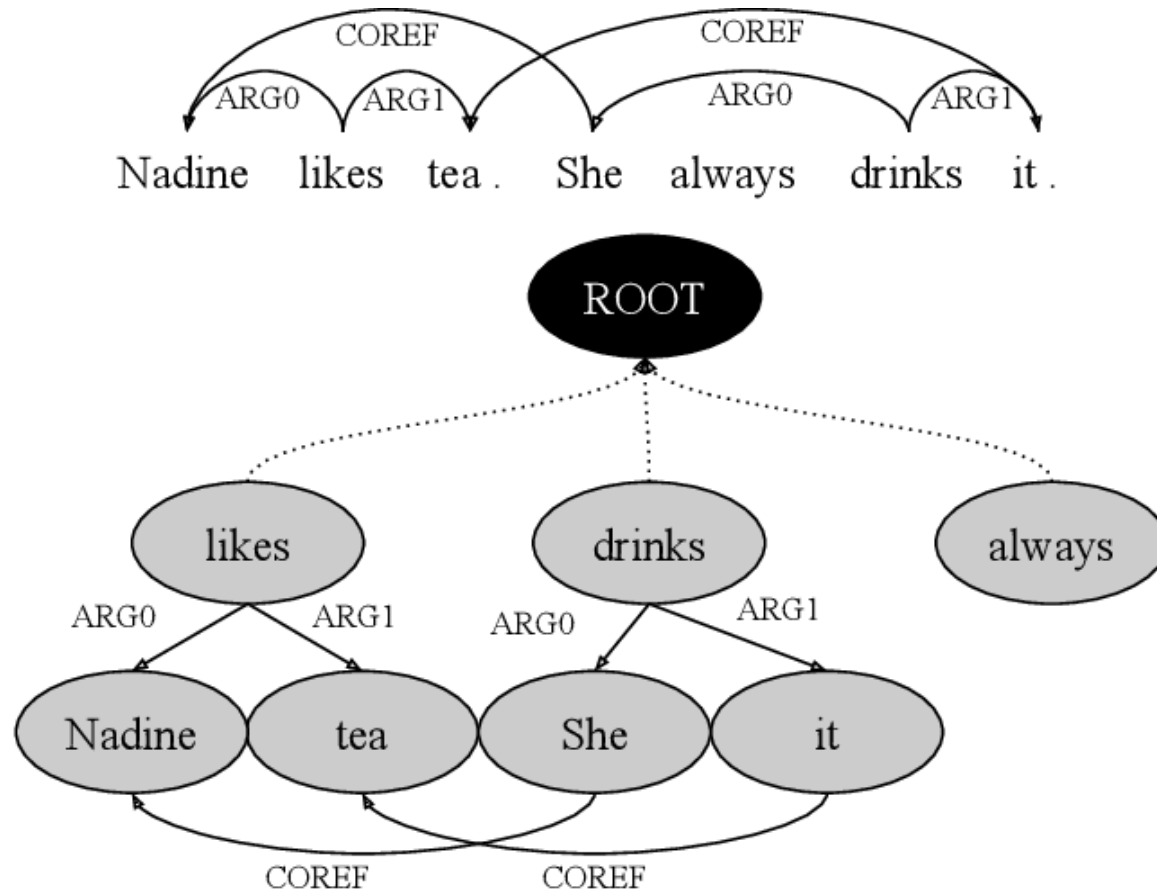 COREF COREF
ARG0 ARG1 ARG0 ARG1
Nadine likes tea . She always drinks it .
ROOT
likes drinks always
ARG0 ARG1 ARG0 ARG1
Nadine tea She it
COREF COREF